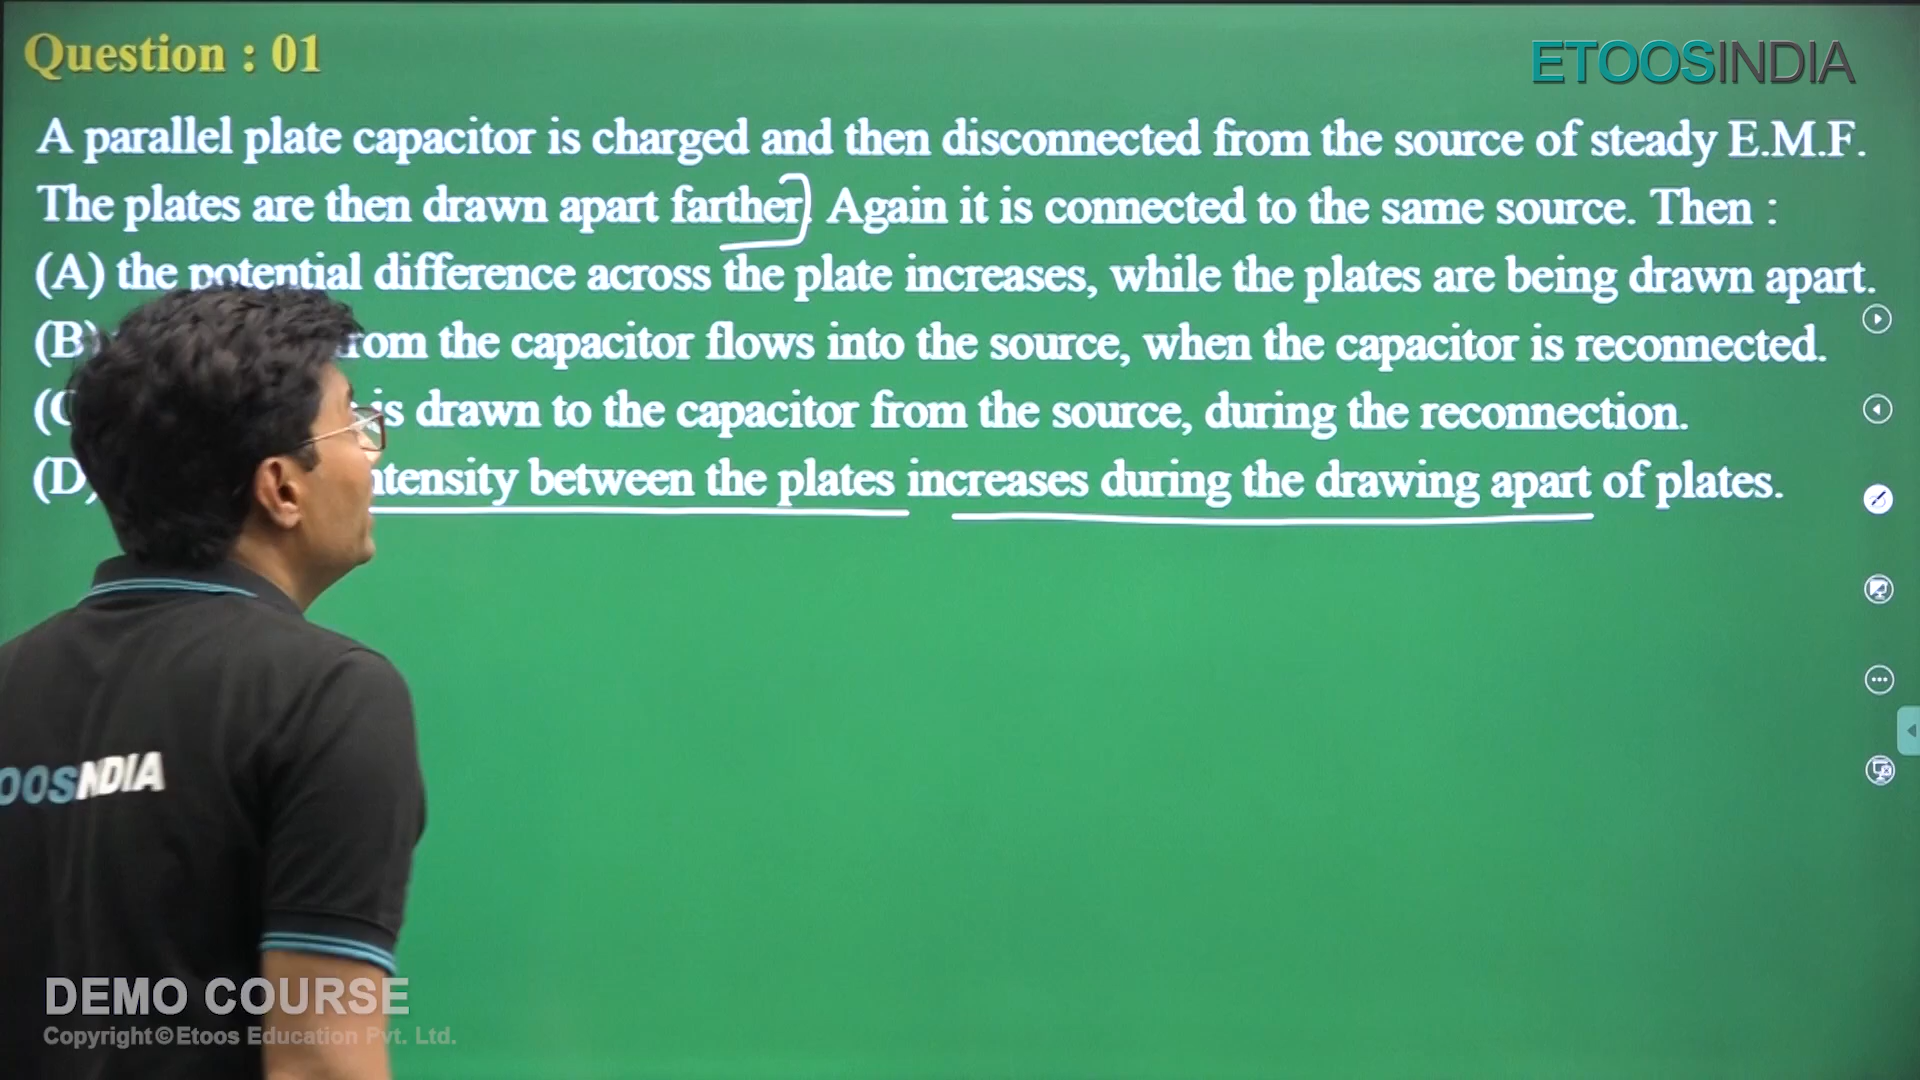 Question : 01
ETOOSINDIA
A parallel plate capacitor is charged and then disconnected from the source of steady E.M.F.
The plates are then drawn apart farther. Again it is connected to the same source. Then :
(A) the potential difference across the plate increases, while the plates are being drawn apart.
(B) from the capacitor flows into the source, when the capacitor is reconnected.
(C is drawn to the capacitor from the source, during the reconnection.
(D) ntensity between the plates increases during the drawing apart of plates.
OOSINDIA
DEMO COURSE
Copyright©Etoos Education Pvt. Ltd.